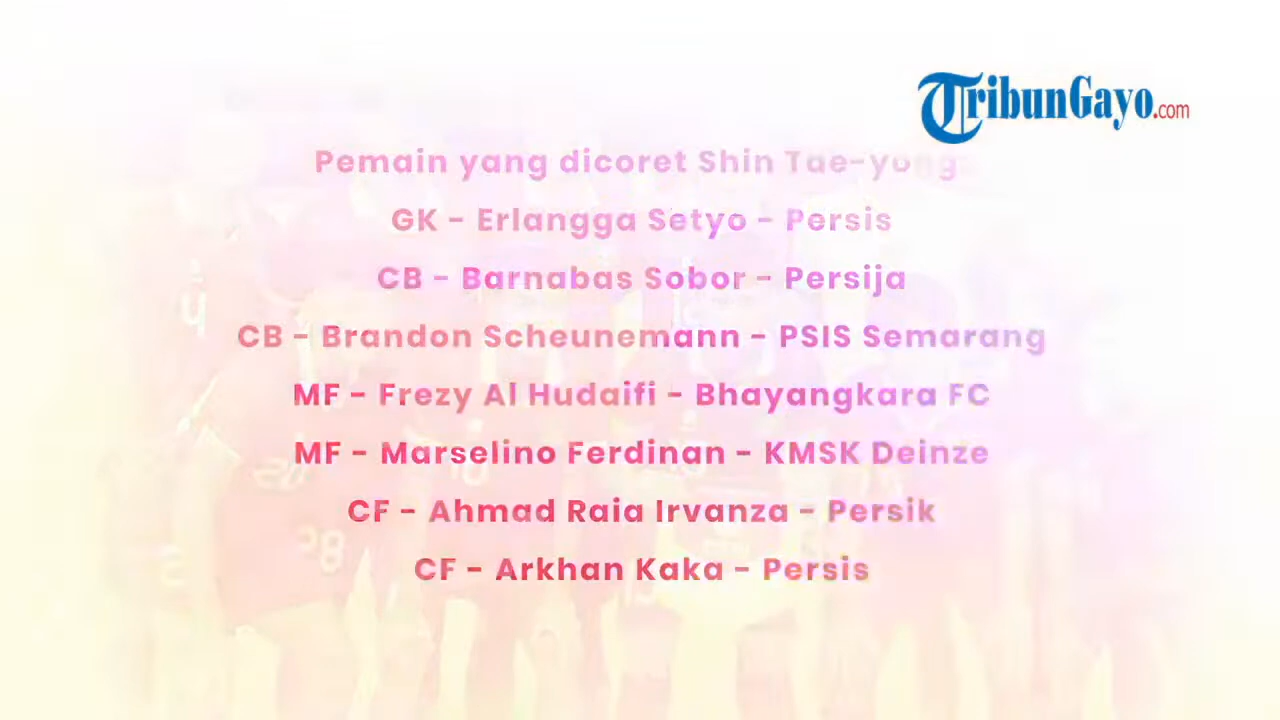 TribunGayo.com
Pemain yang dicoret Shin Tae-yong:
GK - Erlangga Setyo - Persis
CB - Barnabas Sobor - Persija
CB - Brandon Scheunemann - PSIS Semarang
MF - Frezy Al Hudaifi - Bhayangkara FC
MF - Marselino Ferdinan - KMSK Deinze
CF - Ahmad Raia Irvanza - Persik
CF - Arkhan Kaka - Persis
28